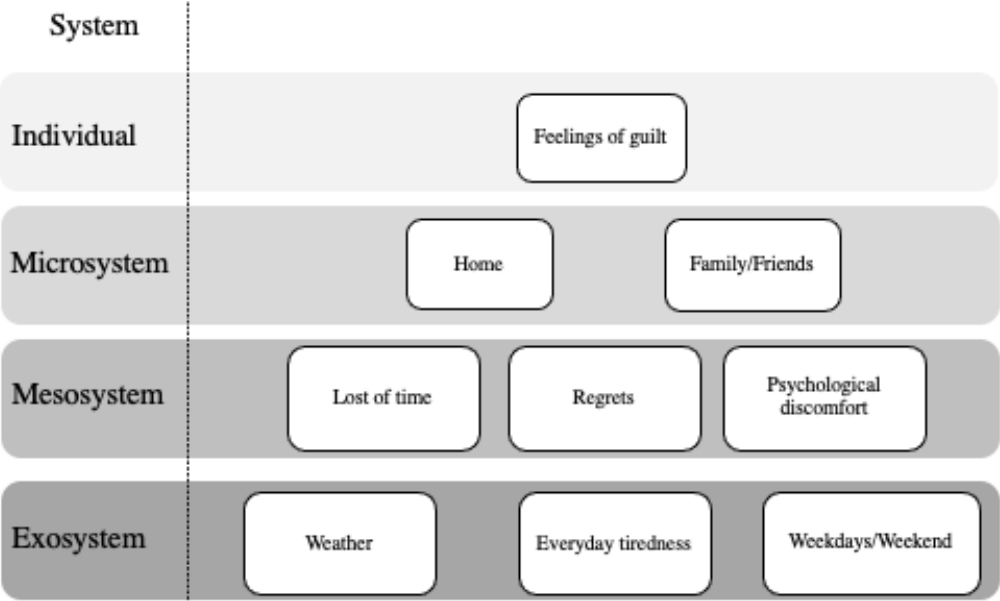 System
Individual
Feelings of guilt
Microsystem
Home
Family/Friends
Mesosystem
Lost of time
Regrets
Psychological
discomfort
Exosystem
Weather
Everyday tiredness
Weekdays/Weekend